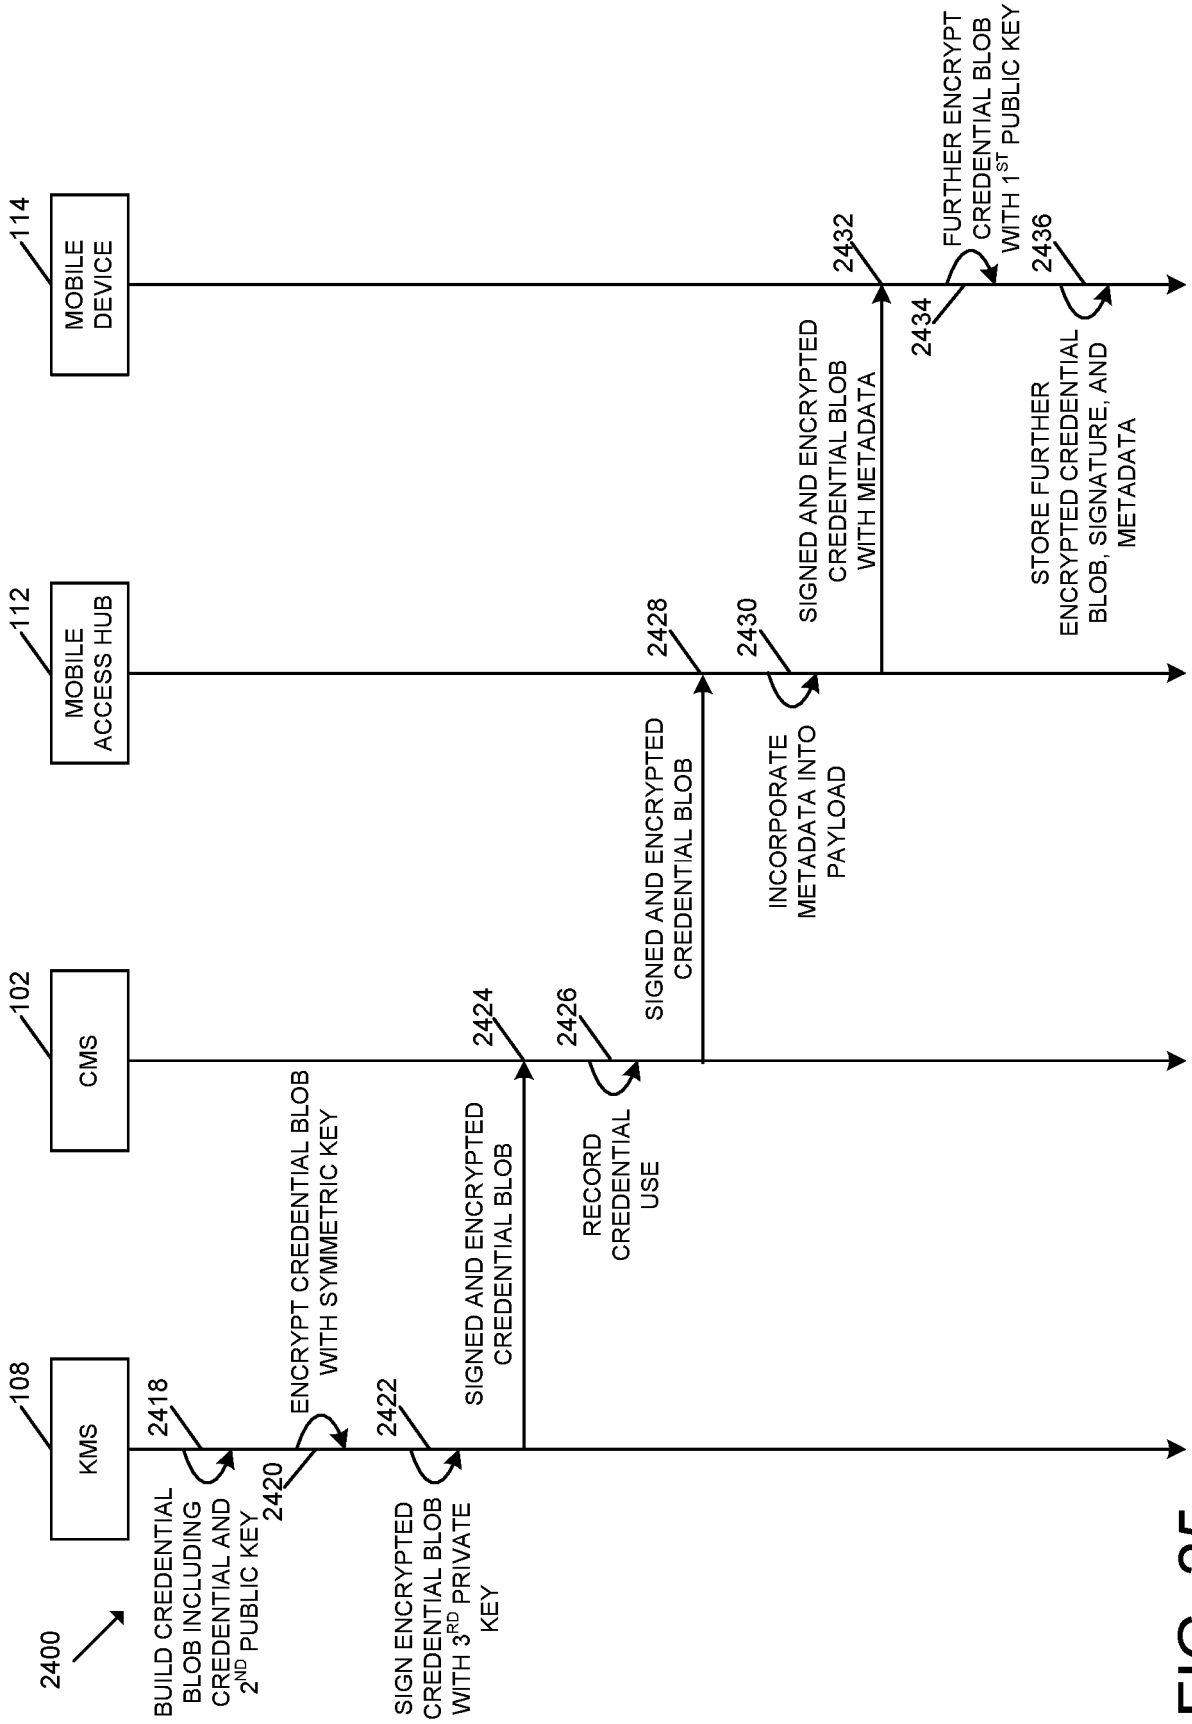 2400
108
KMS
102
CMS
112
MOBILE
ACCESS HUB
114
MOBILE
DEVICE
2418
BUILD CREDENTIAL
BLOB INCLUDING
CREDENTIAL AND
2ND PUBLIC KEY
2420
ENCRYPT CREDENTIAL BLOB
WITH SYMMETRIC KEY
2422
SIGN ENCRYPTED
CREDENTIAL BLOB
WITH 3RD PRIVATE
KEY
SIGNED AND ENCRYPTED
CREDENTIAL BLOB
2424
2426
RECORD
CREDENTIAL
USE
SIGNED AND ENCRYPTED
CREDENTIAL BLOB
2428
2430
INCORPORATE
METADATA INTO
PAYLOAD
SIGNED AND ENCRYPTED
CREDENTIAL BLOB
WITH METADATA
2432
2434
FURTHER ENCRYPT
CREDENTIAL BLOB
WITH 1ST PUBLIC KEY
2436
STORE FURTHER
ENCRYPTED CREDENTIAL
BLOB, SIGNATURE, AND
METADATA
FIG. 25